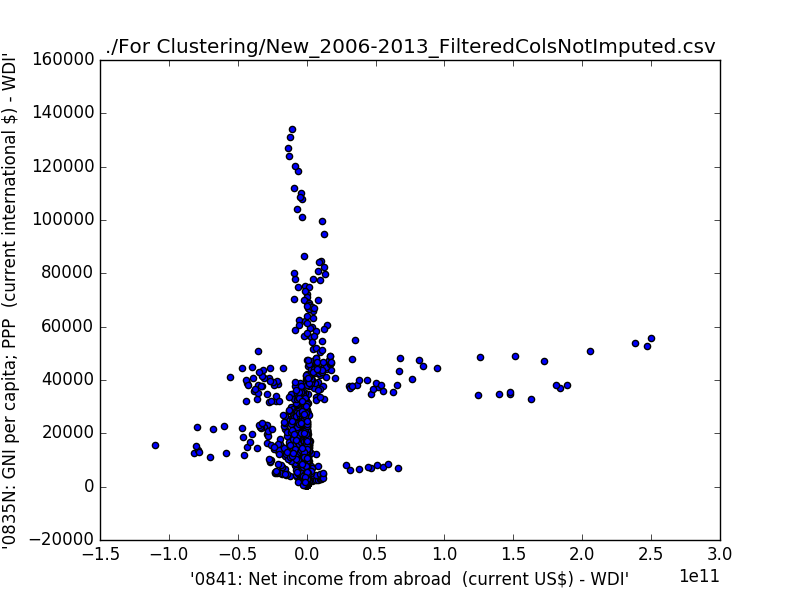 ./For Clustering/New_2006-2013_FilteredColsNotImputed.csv
160000
140000
120000
100000
80000
60000
40000
20000
0
−20000
'0835N: GNI per capita; PPP  (current international $) - WDI'
−1.5 −1.0 −0.5 0.0 0.5 1.0 1.5 2.0 2.5 3.0
1e11
'0841: Net income from abroad  (current US$) - WDI'